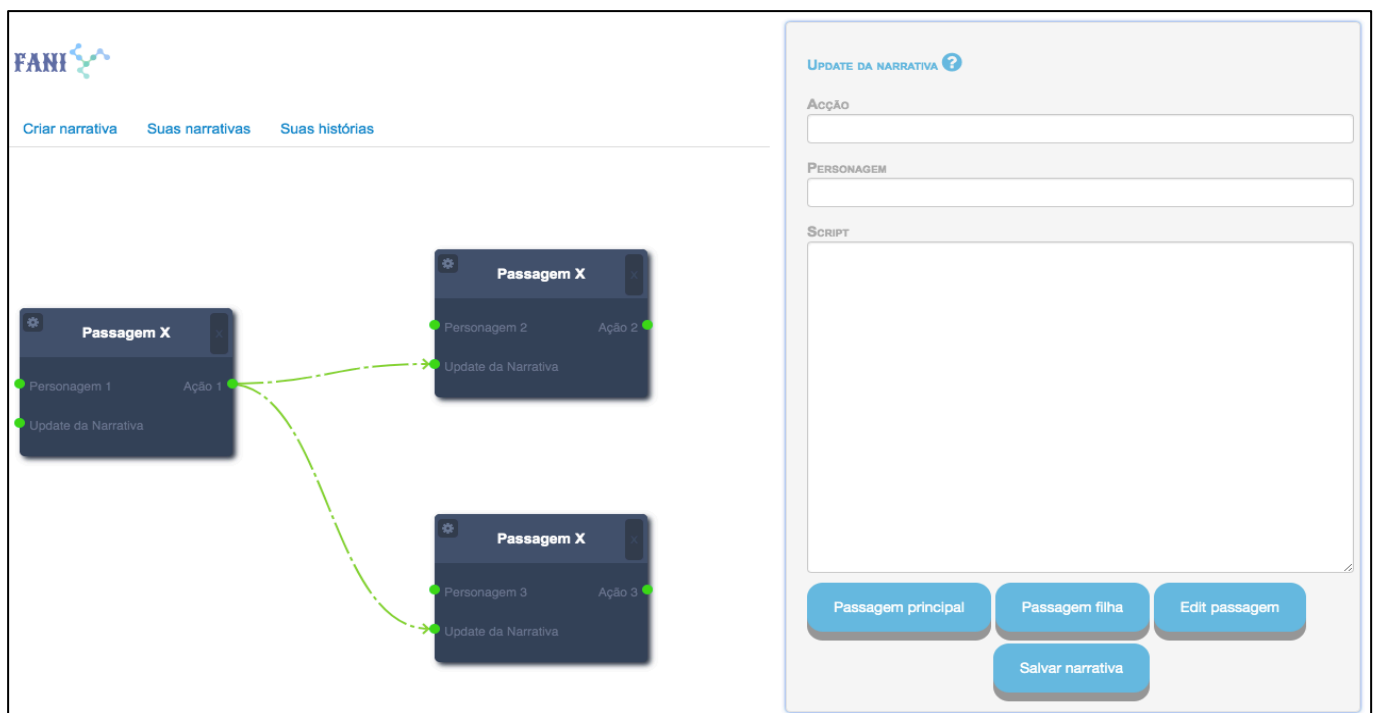 FANI
Criar narrativa Suas narrativas Suas histórias
Passagem X x
Personagem 1 Ação 1
Update da Narrativa
Passagem X x
Personagem 2 Ação 2
Update da Narrativa
Passagem X x
Personagem 3 Ação 3
Update da Narrativa
Update da narrativa ?
Acção
Personagem
Script
Passagem principal Passagem filha Edit passagem
Salvar narrativa